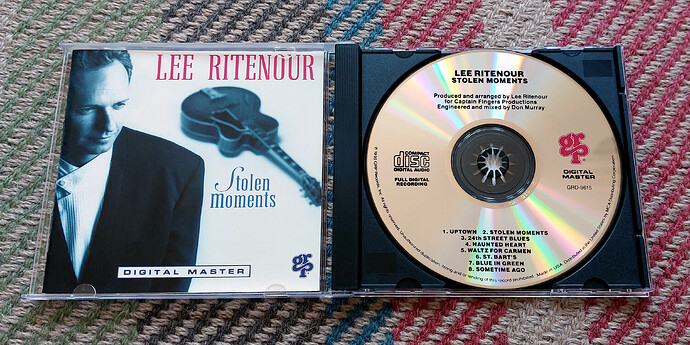 LEE RITENOUR
Stolen
moments
DIGITAL MASTER
grp
LEE RITENOUR
STOLEN MOMENTS
Produced and arranged by Lee Ritenour
for Captain Fingers Productions
Engineered and mixed by Don Murray
COMPACT
disc
DIGITAL AUDIO
FULL DIGITAL
RECORDING
grp
DIGITAL
MASTER
GRD-9615
1. UPTOWN 2. STOLEN MOMENTS
3. 24th STREET BLUES
4. HAUNTED HEART
5. WALTZ FOR CARMEN
6. ST. BART'S
7. BLUE IN GREEN
8. SOMETIME AGO